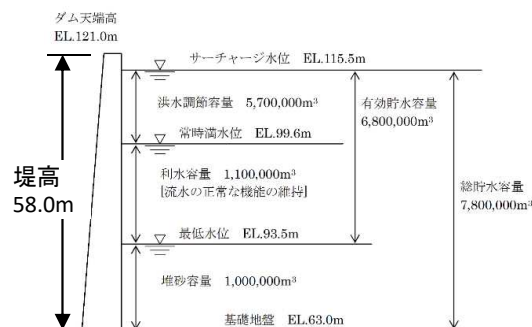 ダム天端高
EL.121.0m
サーチャージ水位 EL.115.5m
洪水調節容量 5,700,000m³
有効貯水容量
6,800,000m³
常時満水位 EL.99.6m
堤高
58.0m
利水容量 1,100,000m³
[流水の正常な機能の維持]
総貯水容量
7,800,000m³
最低水位 EL.93.5m
堆砂容量 1,000,000m³
基礎地盤 EL.63.0m